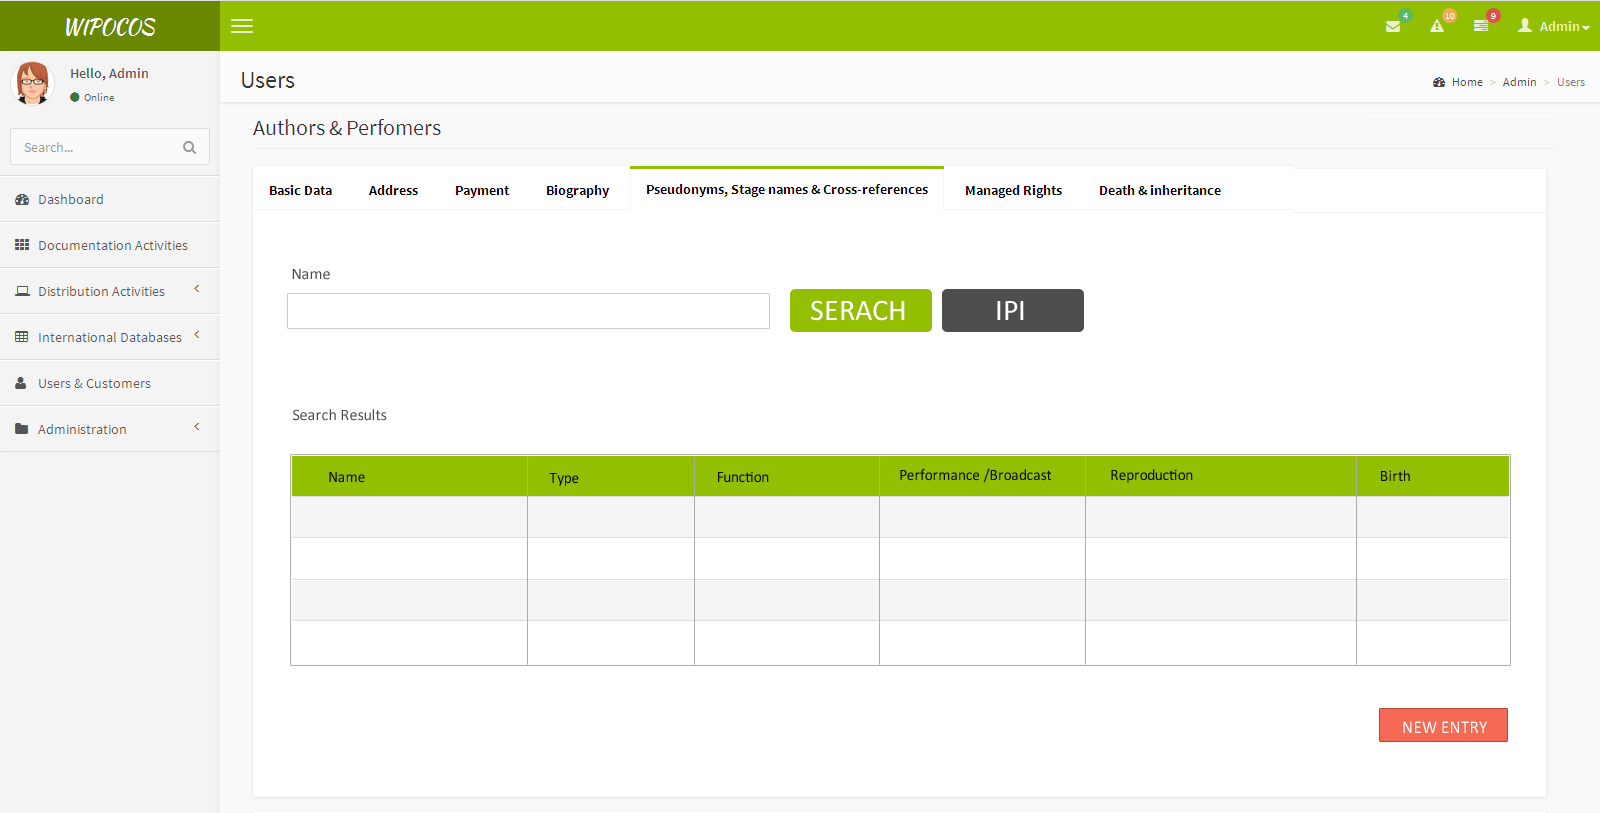 WIPOCOS
4
10
9
Admin
Hello, Admin
Online
Users
Home > Admin > Users
Search...
Authors & Perfomers
Dashboard
Documentation Activities
Distribution Activities
International Databases
Users & Customers
Administration
Basic Data Address Payment Biography Pseudonyms, Stage names & Cross-references Managed Rights Death & inheritance
Name
SERACH IPI
Search Results
Name Type Function Performance /Broadcast Reproduction Birth
NEW ENTRY